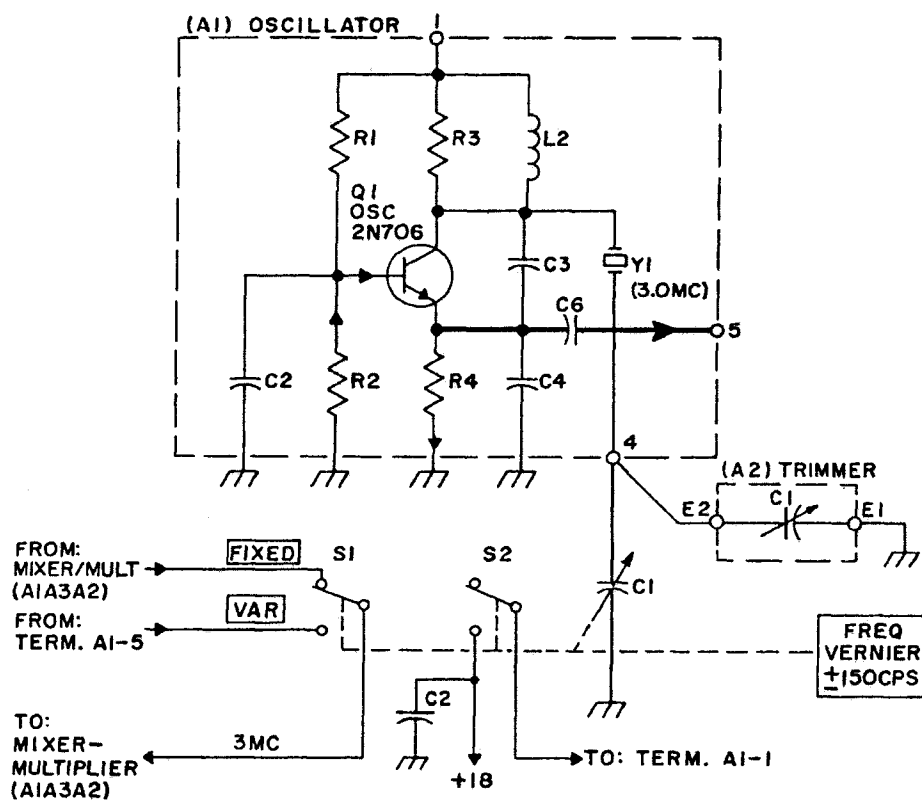 (A1) OSCILLATOR
1
R1
R3
L2
Q1
OSC
2N706
C3
Y1
(3.0MC)
C6
5
C2
R2
R4
C4
4
(A2) TRIMMER
C1
E2
E1
FROM:
MIXER/MULT
(A1A3A2)
FIXED
S1
S2
C1
VAR
FROM:
TERM. A1-5
FREQ
VERNIER
±150CPS
C2
TO:
MIXER-
MULTIPLIER
(A1A3A2)
3MC
+18
TO: TERM. A1-1